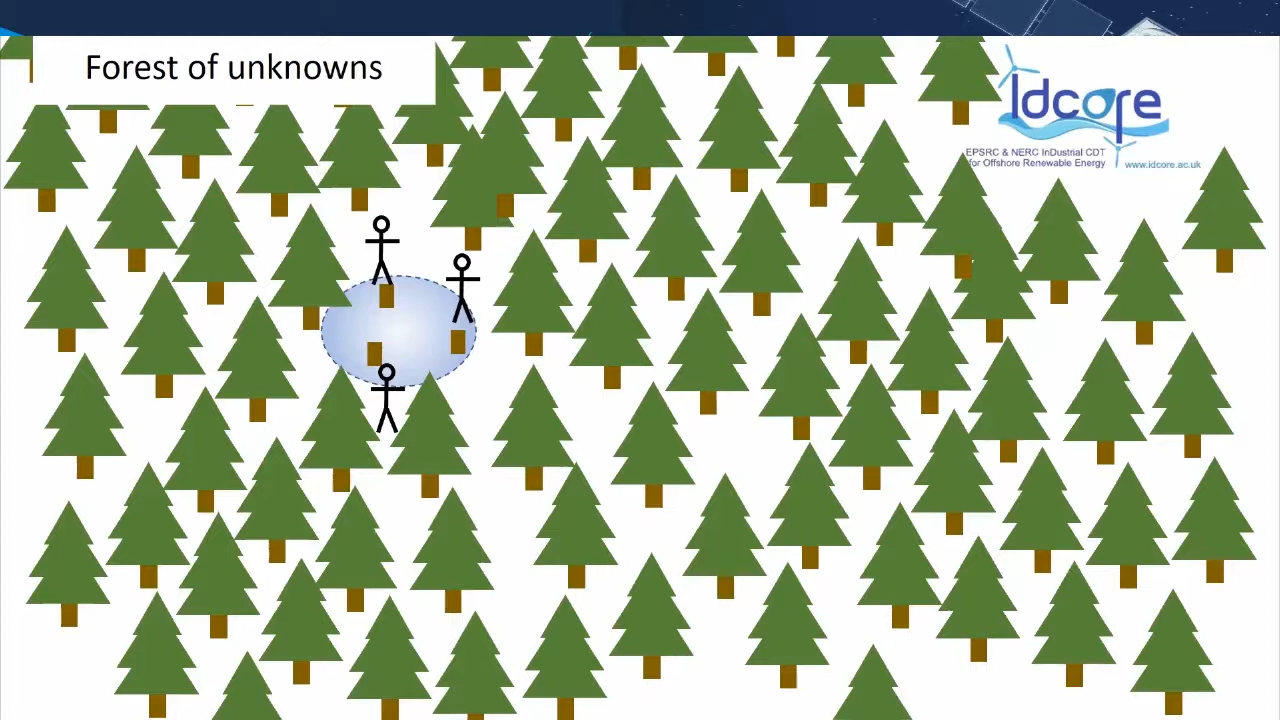 Forest of unknowns
Idcore
EPSRC & NERC InDustrial CDT
for Offshore Renewable Energy
www.idcore.ac.uk